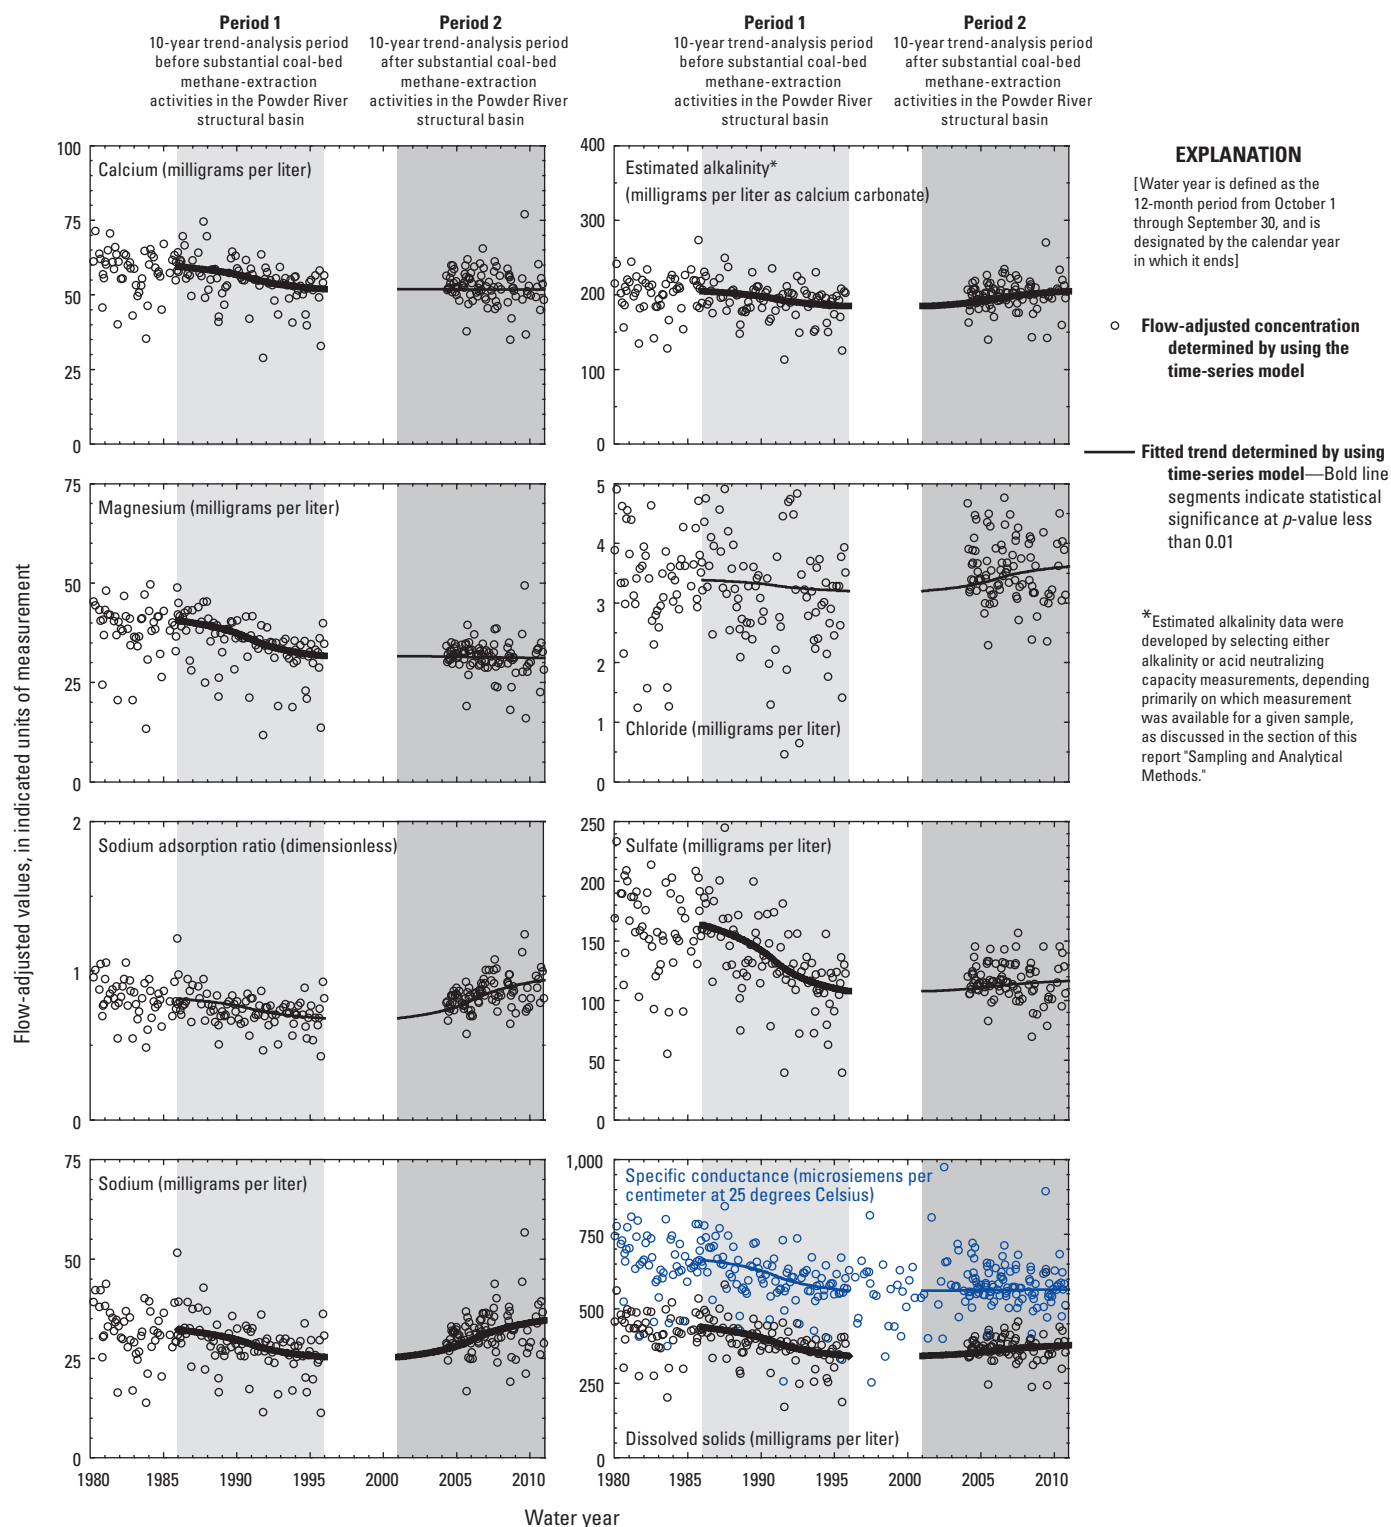 Period 1
10-year trend-analysis period
before substantial coal-bed
methane-extraction
activities in the Powder River
structural basin
Period 2
10-year trend-analysis period
after substantial coal-bed
methane-extraction
activities in the Powder River
structural basin
Period 1
10-year trend-analysis period
before substantial coal-bed
methane-extraction
activities in the Powder River
structural basin
Period 2
10-year trend-analysis period
after substantial coal-bed
methane-extraction
activities in the Powder River
structural basin
Flow-adjusted values, in indicated units of measurement
100
75
50
25
0
Calcium (milligrams per liter)
400
300
200
100
0
Estimated alkalinity*
(milligrams per liter as calcium carbonate)
75
50
25
0
Magnesium (milligrams per liter)
5
4
3
2
1
0
Chloride (milligrams per liter)
2
1
0
Sodium adsorption ratio (dimensionless)
250
200
150
100
50
0
Sulfate (milligrams per liter)
75
50
25
0
Sodium (milligrams per liter)
1980
1985
1990
1995
2000
2005
2010
1,000
750
500
250
0
Specific conductance (microsiemens per
centimeter at 25 degrees Celsius)
Dissolved solids (milligrams per liter)
1980
1985
1990
1995
2000
2005
2010
Water year
EXPLANATION
[Water year is defined as the
12-month period from October 1
through September 30, and is
designated by the calendar year
in which it ends]
Flow-adjusted concentration
determined by using the
time-series model
Fitted trend determined by using
time-series model—Bold line
segments indicate statistical
significance at p-value less
than 0.01
*Estimated alkalinity data were
developed by selecting either
alkalinity or acid neutralizing
capacity measurements, depending
primarily on which measurement
was available for a given sample,
as discussed in the section of this
report "Sampling and Analytical
Methods."